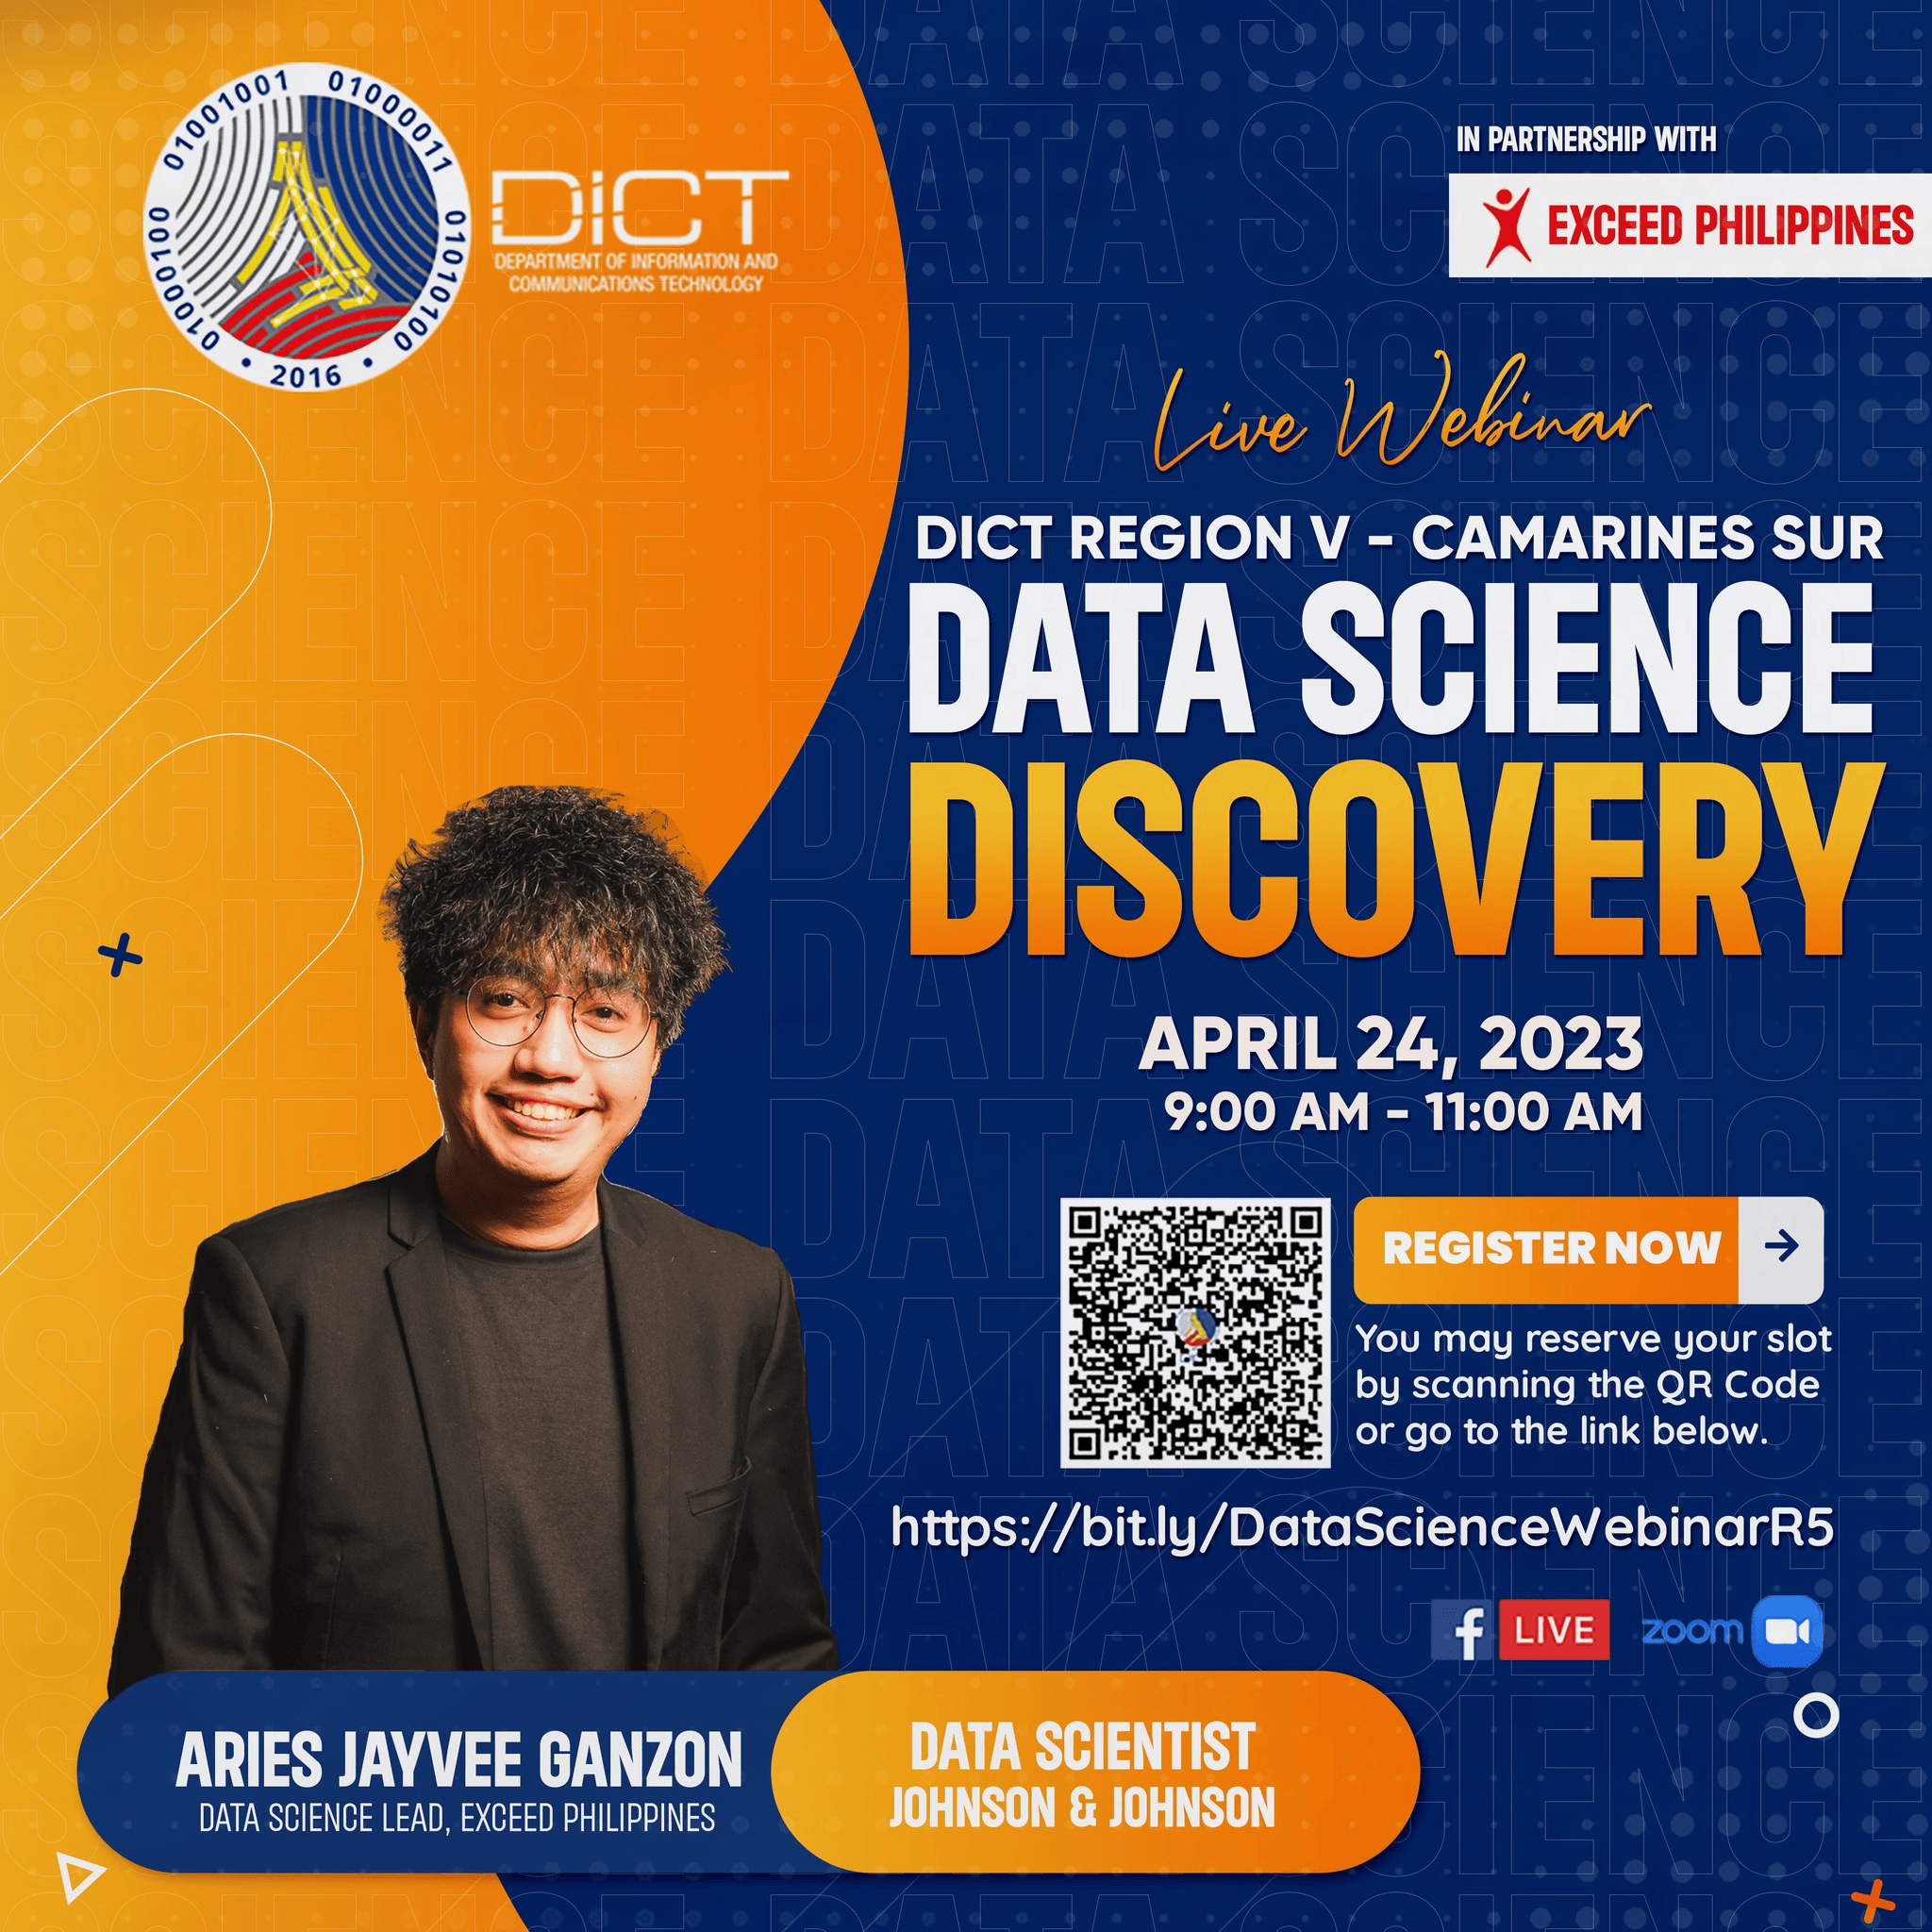 01001001 01000011 01010100 01000100
• 2016 •
DiCT
DEPARTMENT OF INFORMATION AND
COMMUNICATIONS TECHNOLOGY
IN PARTNERSHIP WITH
EXCEED PHILIPPINES
Live Webinar
DICT REGION V - CAMARINES SUR
DATA SCIENCE
DISCOVERY
APRIL 24, 2023
9:00 AM - 11:00 AM
REGISTER NOW →
You may reserve your slot
by scanning the QR Code
or go to the link below.
https://bit.ly/DataScienceWebinarR5
f LIVE zoom
ARIES JAYVEE GANZON
DATA SCIENCE LEAD, EXCEED PHILIPPINES
DATA SCIENTIST
JOHNSON & JOHNSON
DATA SCIENCE